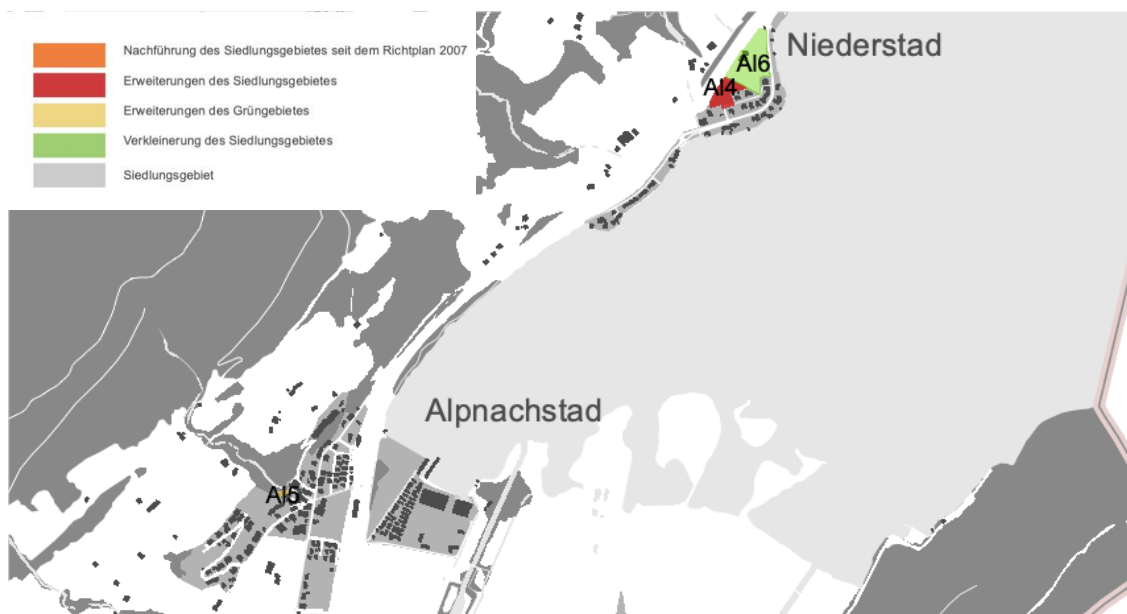 Nachführung des Siedlungsgebietes seit dem Richtplan 2007
Erweiterungen des Siedlungsgebietes
Erweiterungen des Grüngebietes
Verkleinerung des Siedlungsgebietes
Siedlungsgebiet
Niederstad
Al6
Al4
Alpnachstad
Al5